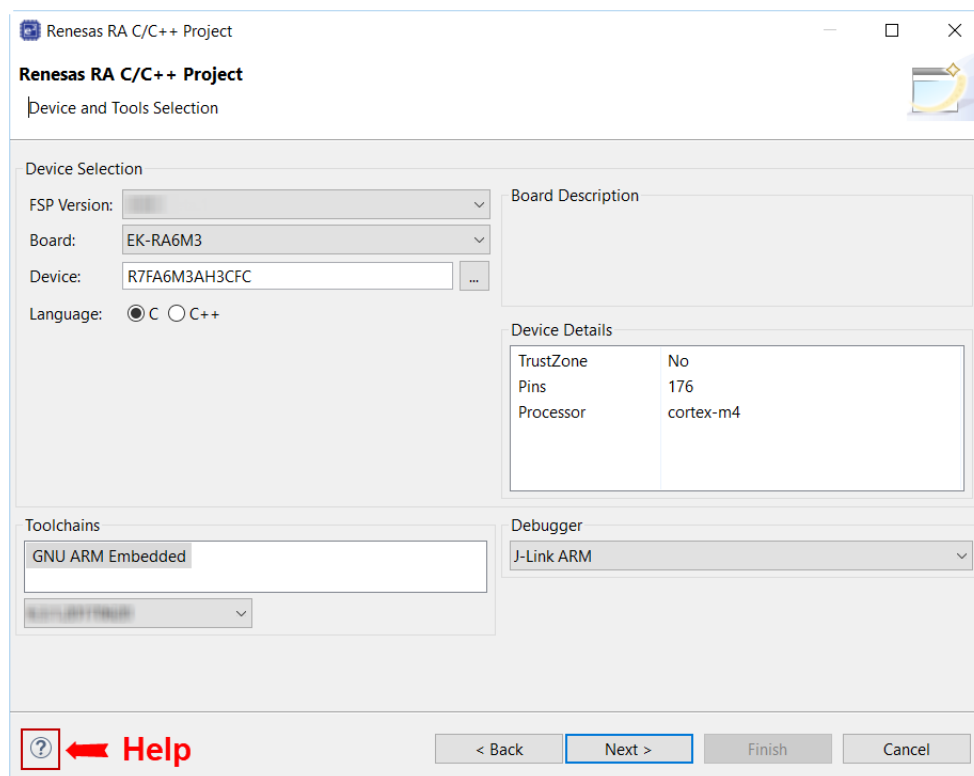 Renesas RA C/C++ Project
Renesas RA C/C++ Project
Device and Tools Selection
Device Selection
FSP Version:
Board: EK-RA6M3
Device: R7FA6M3AH3CFC ...
Language: C C++
Board Description
Device Details
TrustZone No
Pins 176
Processor cortex-m4
Toolchains
GNU ARM Embedded
Debugger
J-Link ARM
? Help < Back Next > Finish Cancel